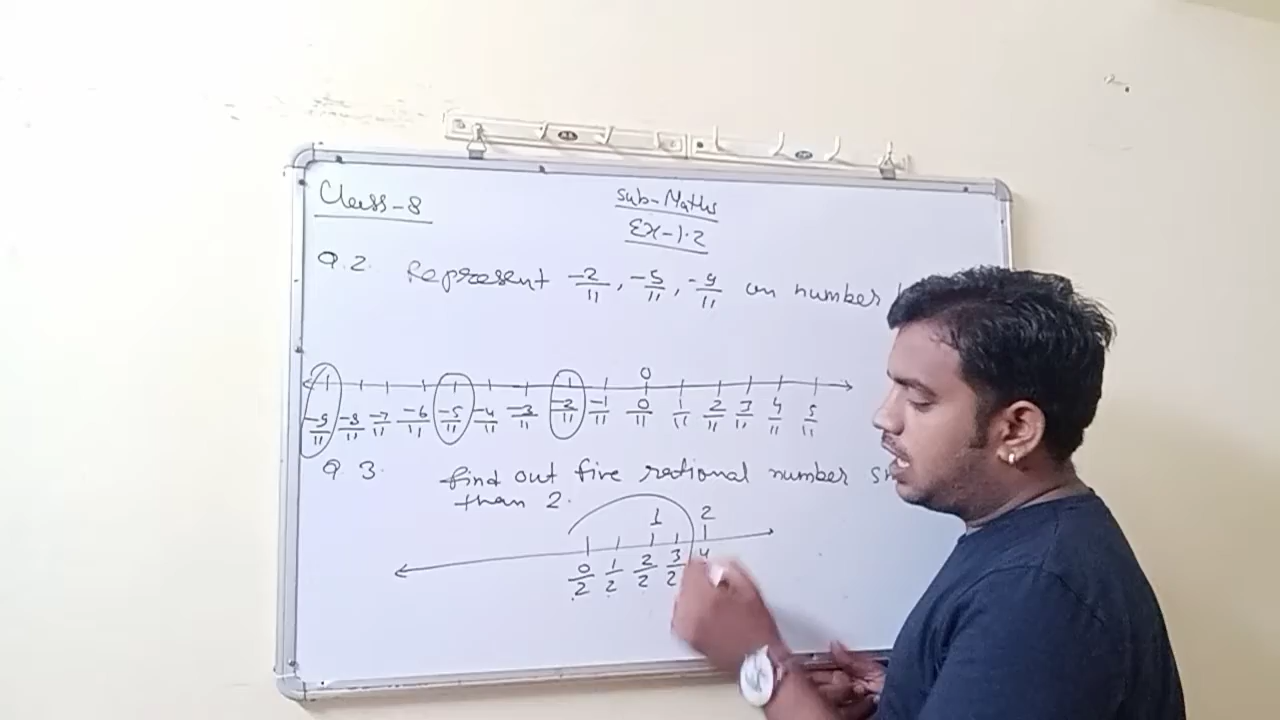 Class-8
Sub-Maths
Ex-1.2
Q.2. Represent -2/11, -5/11, -9/11 on number
0
-9/11 -8/11 -7/11 -6/11 -5/11 -4/11 -3/11 -2/11 -1/11 0/11 1/11 2/11 3/11 4/11 5/11
Q.3. find out five rational number
than 2.
1 2
0/2 1/2 2/2 3/2 4